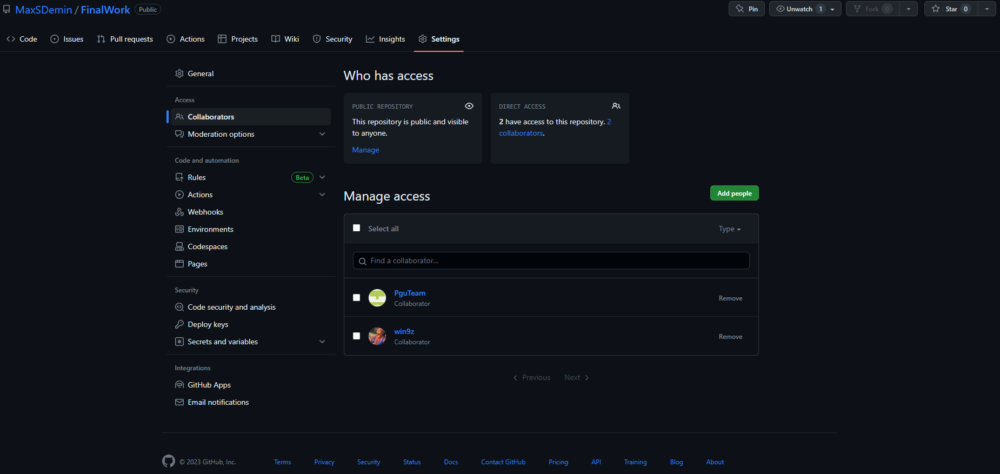 MaxSDemin / FinalWork Public
Pin
Unwatch 1
Fork 0
Star 0
Code
Issues
Pull requests
Actions
Projects
Wiki
Security
Insights
Settings
General
Access
Collaborators
Moderation options
Code and automation
Rules Beta
Actions
Webhooks
Environments
Codespaces
Pages
Security
Code security and analysis
Deploy keys
Secrets and variables
Integrations
GitHub Apps
Email notifications
Who has access
PUBLIC REPOSITORY
This repository is public and visible
to anyone.
Manage
DIRECT ACCESS
2 have access to this repository. 2
collaborators.
Manage access
Add people
Select all
Type
Find a collaborator...
PguTeam
Collaborator
Remove
win9z
Collaborator
Remove
Previous
Next
© 2023 GitHub, Inc.
Terms
Privacy
Security
Status
Docs
Contact GitHub
Pricing
API
Training
Blog
About